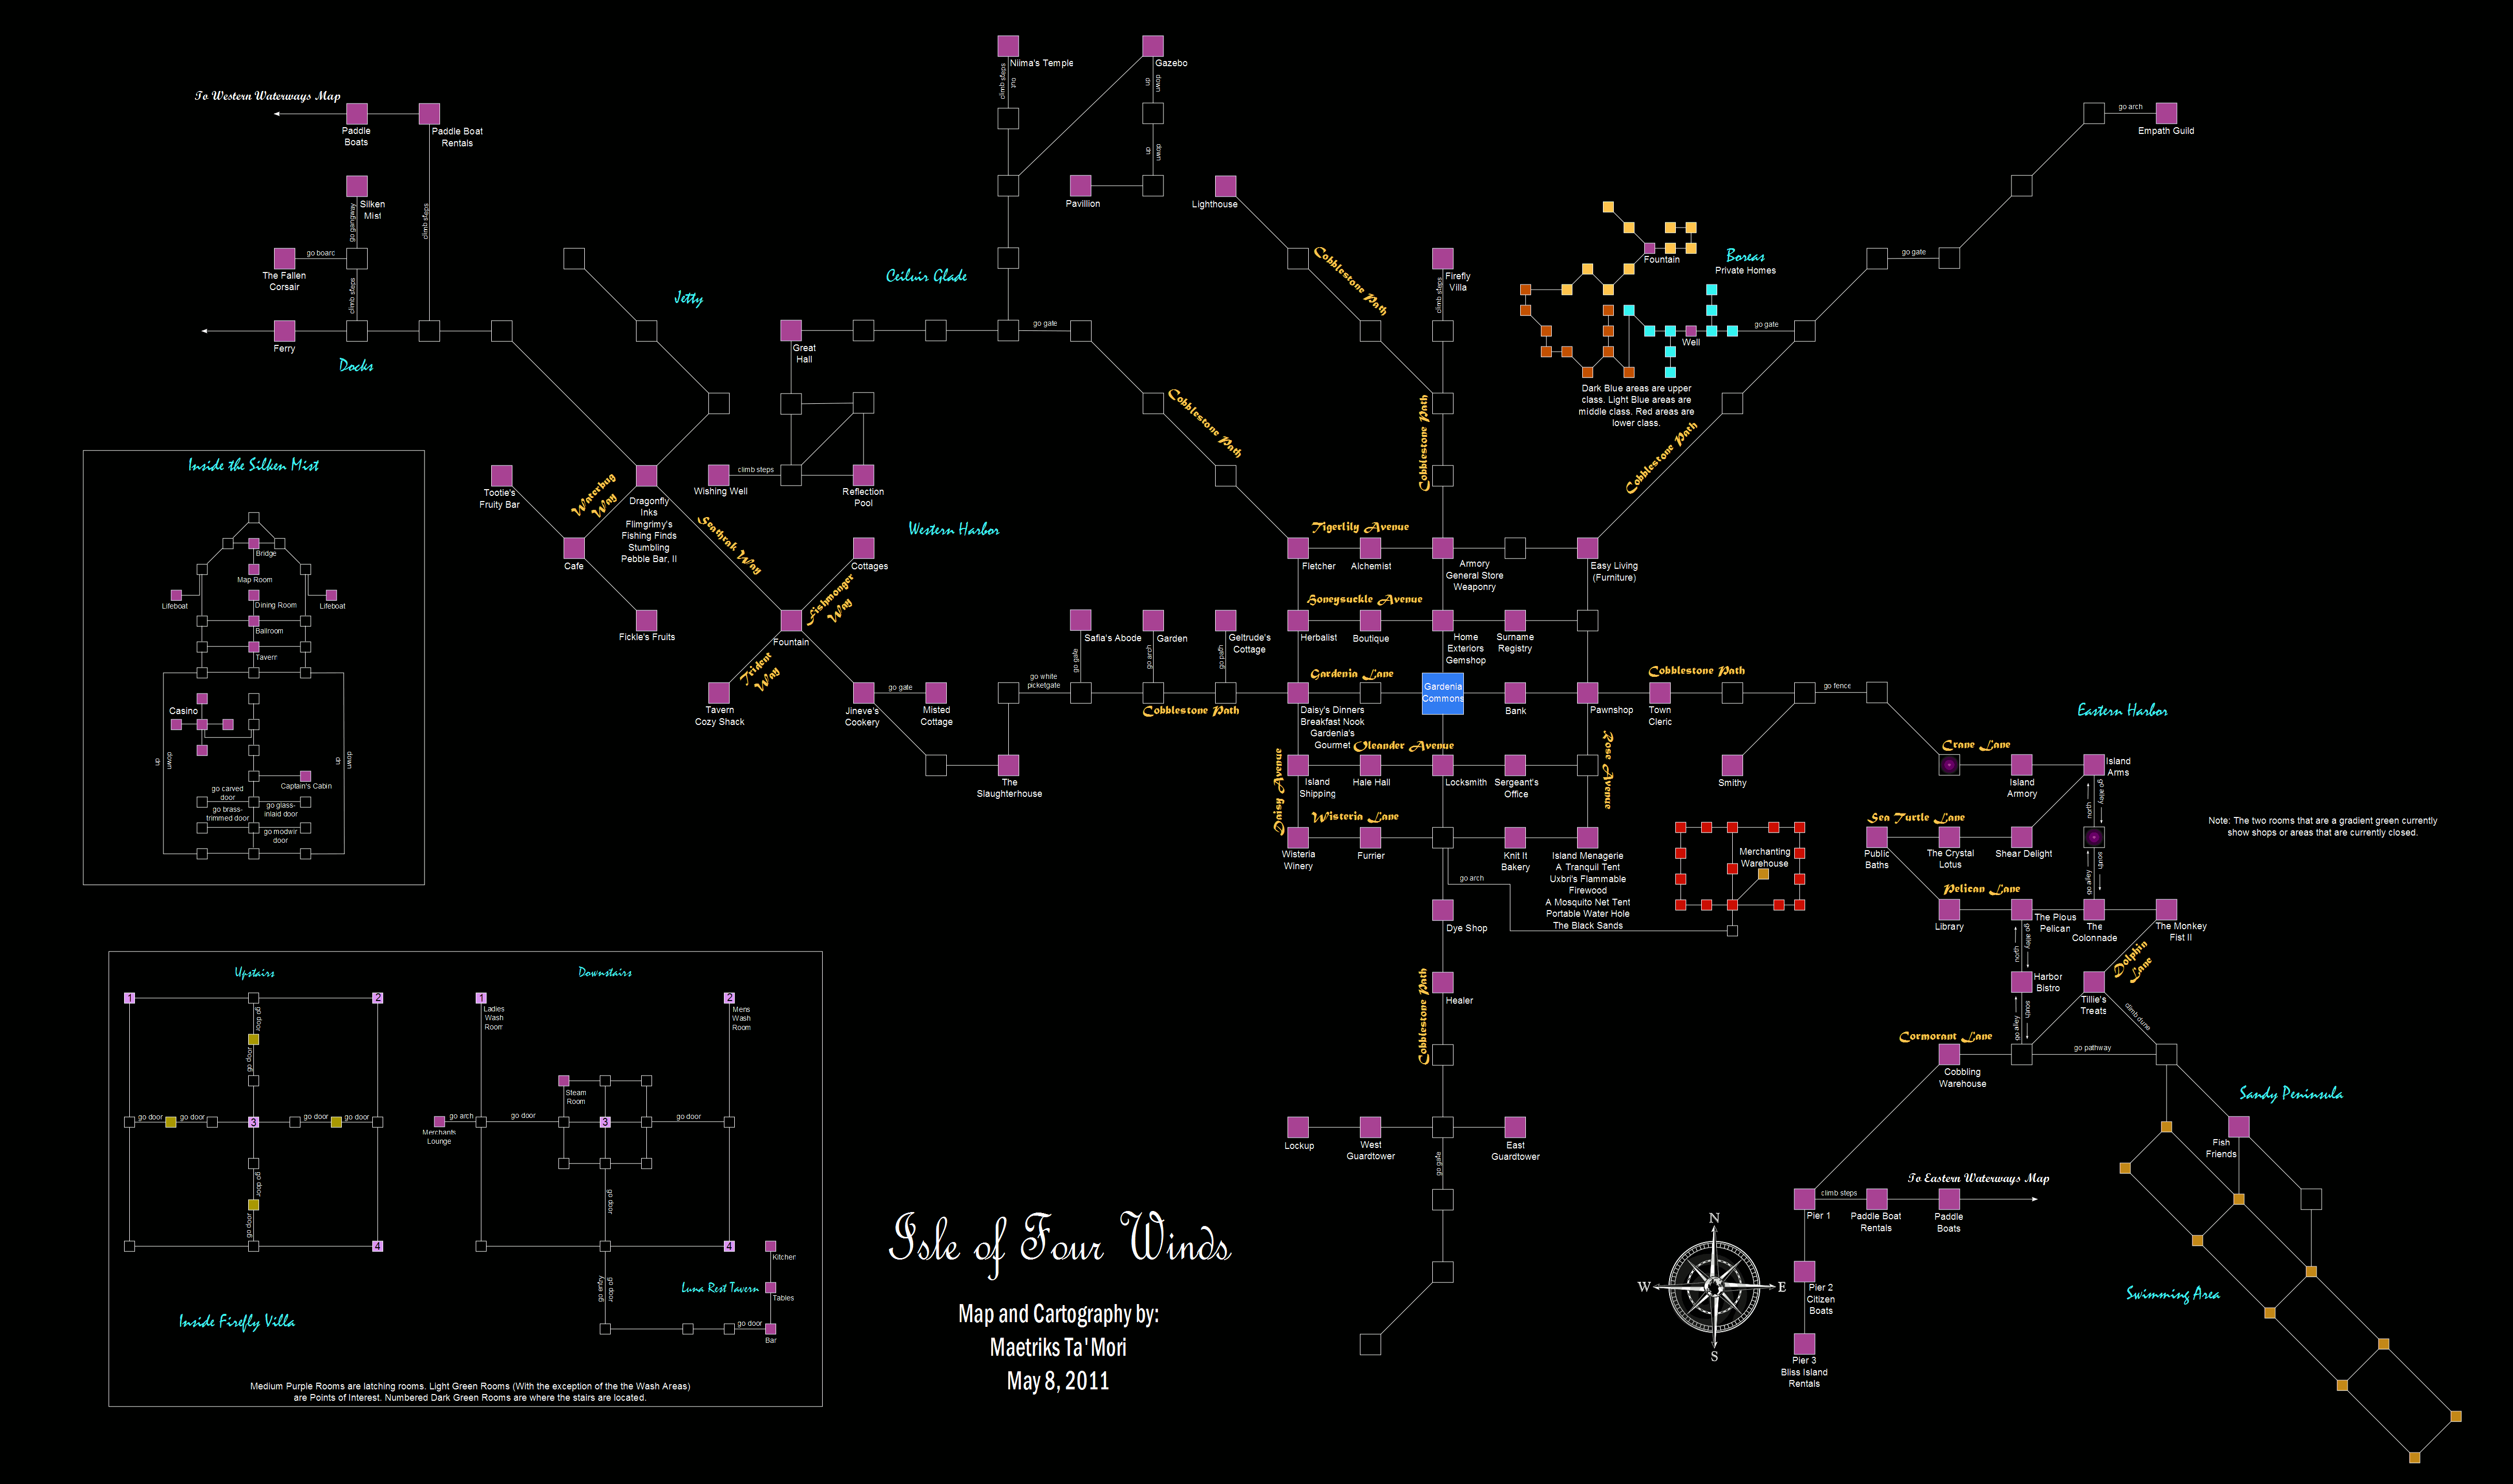 Niima's Temple
climb steps
out
Gazebo
up
down
up
down
Pavillion
To Western Waterways Map
Paddle
Boats
Paddle Boat
Rentals
Silken
Mist
go gangway
go board
The Fallen
Corsair
climb steps
climb steps
Ferry
Docks
Jetty
Ceiluir Glade
Great
Hall
go gate
Lighthouse
Cobblestone Path
Firefly
Villa
climb steps
Cobblestone Path
Cobblestone Path
Fountain
Boreas
Private Homes
Well
go gate
Dark Blue areas are upper
class. Light Blue areas are
middle class. Red areas are
lower class.
go arch
Empath Guild
go gate
Cobblestone Path
Inside the Silken Mist
Bridge
Map Room
Lifeboat
Dining Room
Lifeboat
Ballroom
Tavern
Casino
up
down
down
up
Captain's Cabin
go carved
door
go glass-
inlaid door
go brass-
trimmed door
go modwir
door
Tootie's
Fruity Bar
Waterbug
Way
Dragonfly
Inks
Flimgrimy's
Fishing Finds
Stumbling
Pebble Bar, II
Seathrak Way
Cafe
Fickle's Fruits
Wishing Well
climb steps
Reflection
Pool
Western Harbor
Cottages
Fishmonger
Way
Fountain
Trident
Way
Tavern
Cozy Shack
Jineve's
Cookery
go gate
Misted
Cottage
The
Slaughterhouse
go white
picketgate
Safia's Abode
go gate
Garden
go arch
Geltrude's
Cottage
go gate
Cobblestone Path
Tigerlily Avenue
Fletcher
Alchemist
Armory
General Store
Weaponry
Easy Living
(Furniture)
Honeysuckle Avenue
Herbalist
Boutique
Home
Exteriors
Gemshop
Surname
Registry
Gardenia Lane
Daisy's Dinners
Breakfast Nook
Gardenia's
Gourmet
Gardenia
Commons
Bank
Pawnshop
Cobblestone Path
Town
Cleric
go fence
Smithy
Oleander Avenue
Daisy Avenue
Rose Avenue
Island
Shipping
Hale Hall
Locksmith
Sergeant's
Office
Wisteria Lane
Wisteria
Winery
Furrier
Knit It
Bakery
Island Menagerie
A Tranquil Tent
Uxbri's Flammable
Firewood
A Mosquito Net Tent
Portable Water Hole
The Black Sands
go arch
Merchanting
Warehouse
Dye Shop
Healer
Cobblestone Path
Lockup
West
Guardtower
East
Guardtower
go gate
Eastern Harbor
Crane Lane
Island
Armory
Island
Arms
go alley
north
Sea Turtle Lane
Public
Baths
The Crystal
Lotus
Shear Delight
go alley
south
Note: The two rooms that are a gradient green currently
show shops or areas that are currently closed.
Pelican Lane
Library
The Pious
Pelican
The
Colonnade
The Monkey
Fist II
go alley
north
Dolphin
Lane
Harbor
Bistro
Tillie's
Treats
go alley
south
climb dune
Cormorant Lane
go pathway
Cobbling
Warehouse
Sandy Peninsula
Fish
Friends
To Eastern Waterways Map
Pier 1
climb steps
Paddle Boat
Rentals
Paddle
Boats
Pier 2
Citizen
Boats
Pier 3
Bliss Island
Rentals
Swimming Area
N
W
E
S
Upstairs
Downstairs
1
2
go door
go door
go door
go door
3
go door
go door
go door
go door
4
1
Ladies
Wash
Room
2
Mens
Wash
Room
Steam
Room
Merchants
Lounge
go arch
go door
3
go door
go door
4
go door
go villa
Kitchen
Luna Rest Tavern
Tables
go door
Bar
Inside Firefly Villa
Medium Purple Rooms are latching rooms. Light Green Rooms (With the exception of the the Wash Areas)
are Points of Interest. Numbered Dark Green Rooms are where the stairs are located.
Isle of Four Winds
Map and Cartography by:
Maetriks Ta'Mori
May 8, 2011